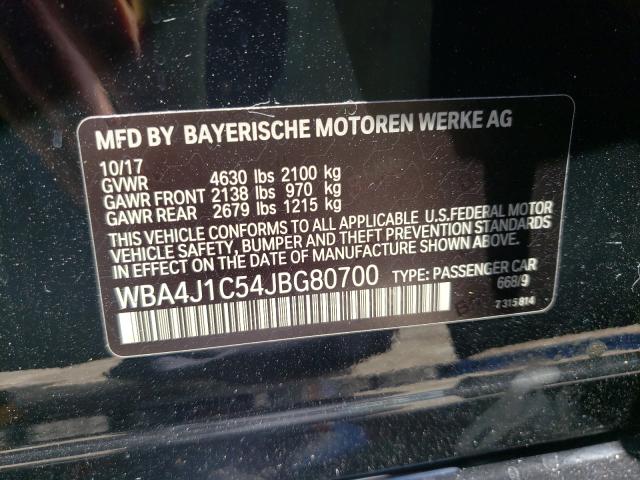 MFD BY BAYERISCHE MOTOREN WERKE AG
10/17
GVWR 4630 lbs 2100 kg
GAWR FRONT 2138 lbs 970 kg
GAWR REAR 2679 lbs 1215 kg
THIS VEHICLE CONFORMS TO ALL APPLICABLE U.S.FEDERAL MOTOR
VEHICLE SAFETY, BUMPER AND THEFT PREVENTION STANDARDS
IN EFFECT ON THE DATE OF MANUFACTURE SHOWN ABOVE.
WBA4J1C54JBG80700 TYPE: PASSENGER CAR
668/9
7315814